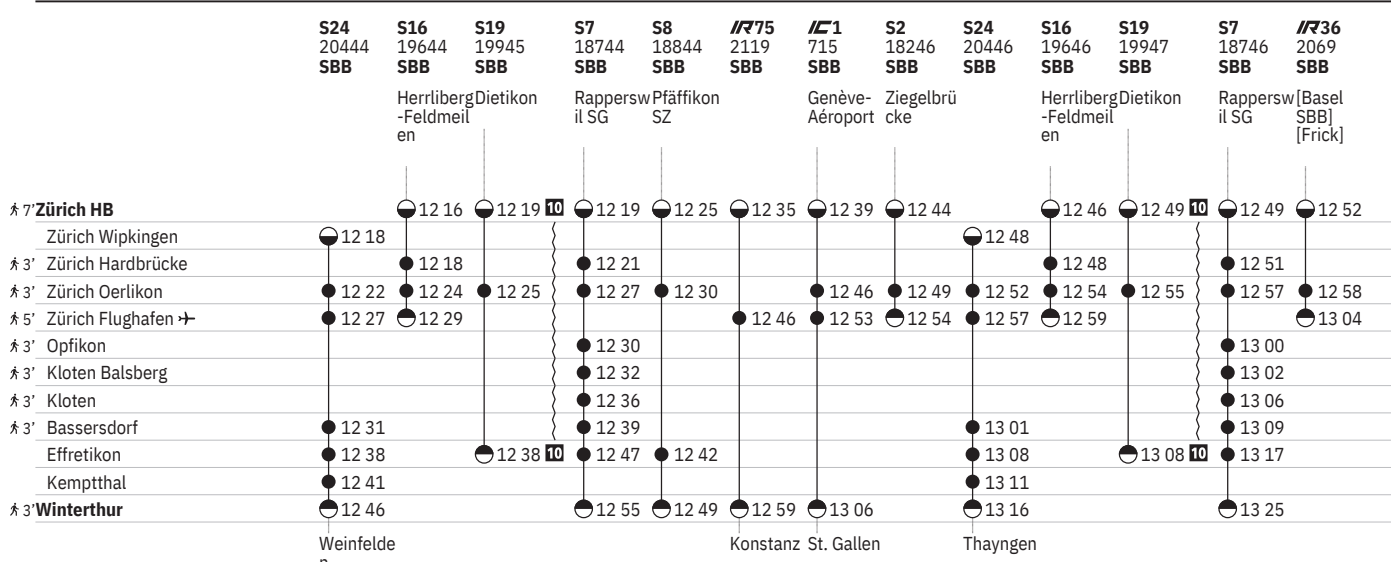 S24 S16 S19 S7 S8 IR75 IC1 S2 S24 S16 S19 S7 IR36
20444 19644 19945 18744 18844 2119 715 18246 20446 19646 19947 18746 2069
SBB SBB SBB SBB SBB SBB SBB SBB SBB SBB SBB SBB SBB
Herrliberg Dietikon Rappersw Pfäffikon Genève- Ziegelbrü Herrliberg Dietikon Rappersw [Basel
-Feldmeil il SG SZ Aéroport cke -Feldmeil il SG SBB]
en en [Frick]
7' Zürich HB 12 16 12 19 10 12 19 12 25 12 35 12 39 12 44 12 46 12 49 10 12 49 12 52
Zürich Wipkingen 12 18 12 48
3' Zürich Hardbrücke 12 18 12 21 12 48 12 51
3' Zürich Oerlikon 12 22 12 24 12 25 12 27 12 30 12 46 12 49 12 52 12 54 12 55 12 57 12 58
5' Zürich Flughafen 12 27 12 29 12 46 12 53 12 54 12 57 12 59 13 04
3' Opfikon 12 30 13 00
3' Kloten Balsberg 12 32 13 02
3' Kloten 12 36 13 06
3' Bassersdorf 12 31 12 39 13 01 13 09
Effretikon 12 38 12 38 10 12 47 12 42 13 08 13 08 10 13 17
Kemptthal 12 41 13 11
3' Winterthur 12 46 12 55 12 49 12 59 13 06 13 16 13 25
Weinfelde Konstanz St. Gallen Thayngen